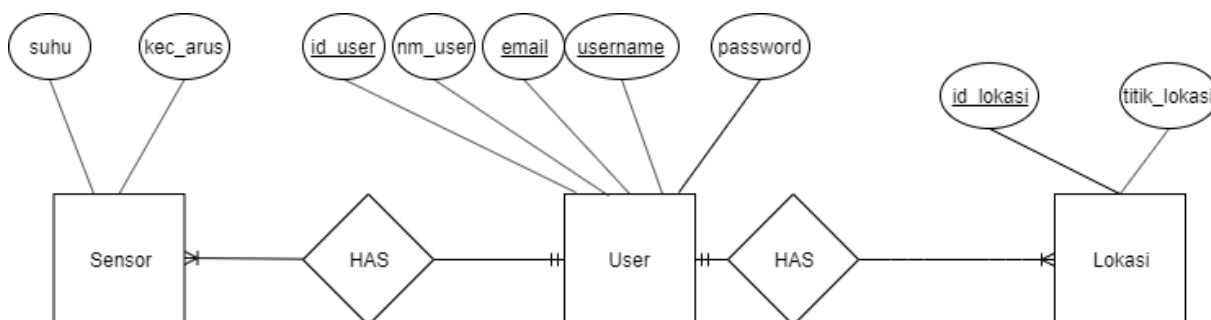 suhu
kec_arus
id_user
nm_user
email
username
password
id_lokasi
titik_lokasi
Sensor
HAS
User
HAS
Lokasi